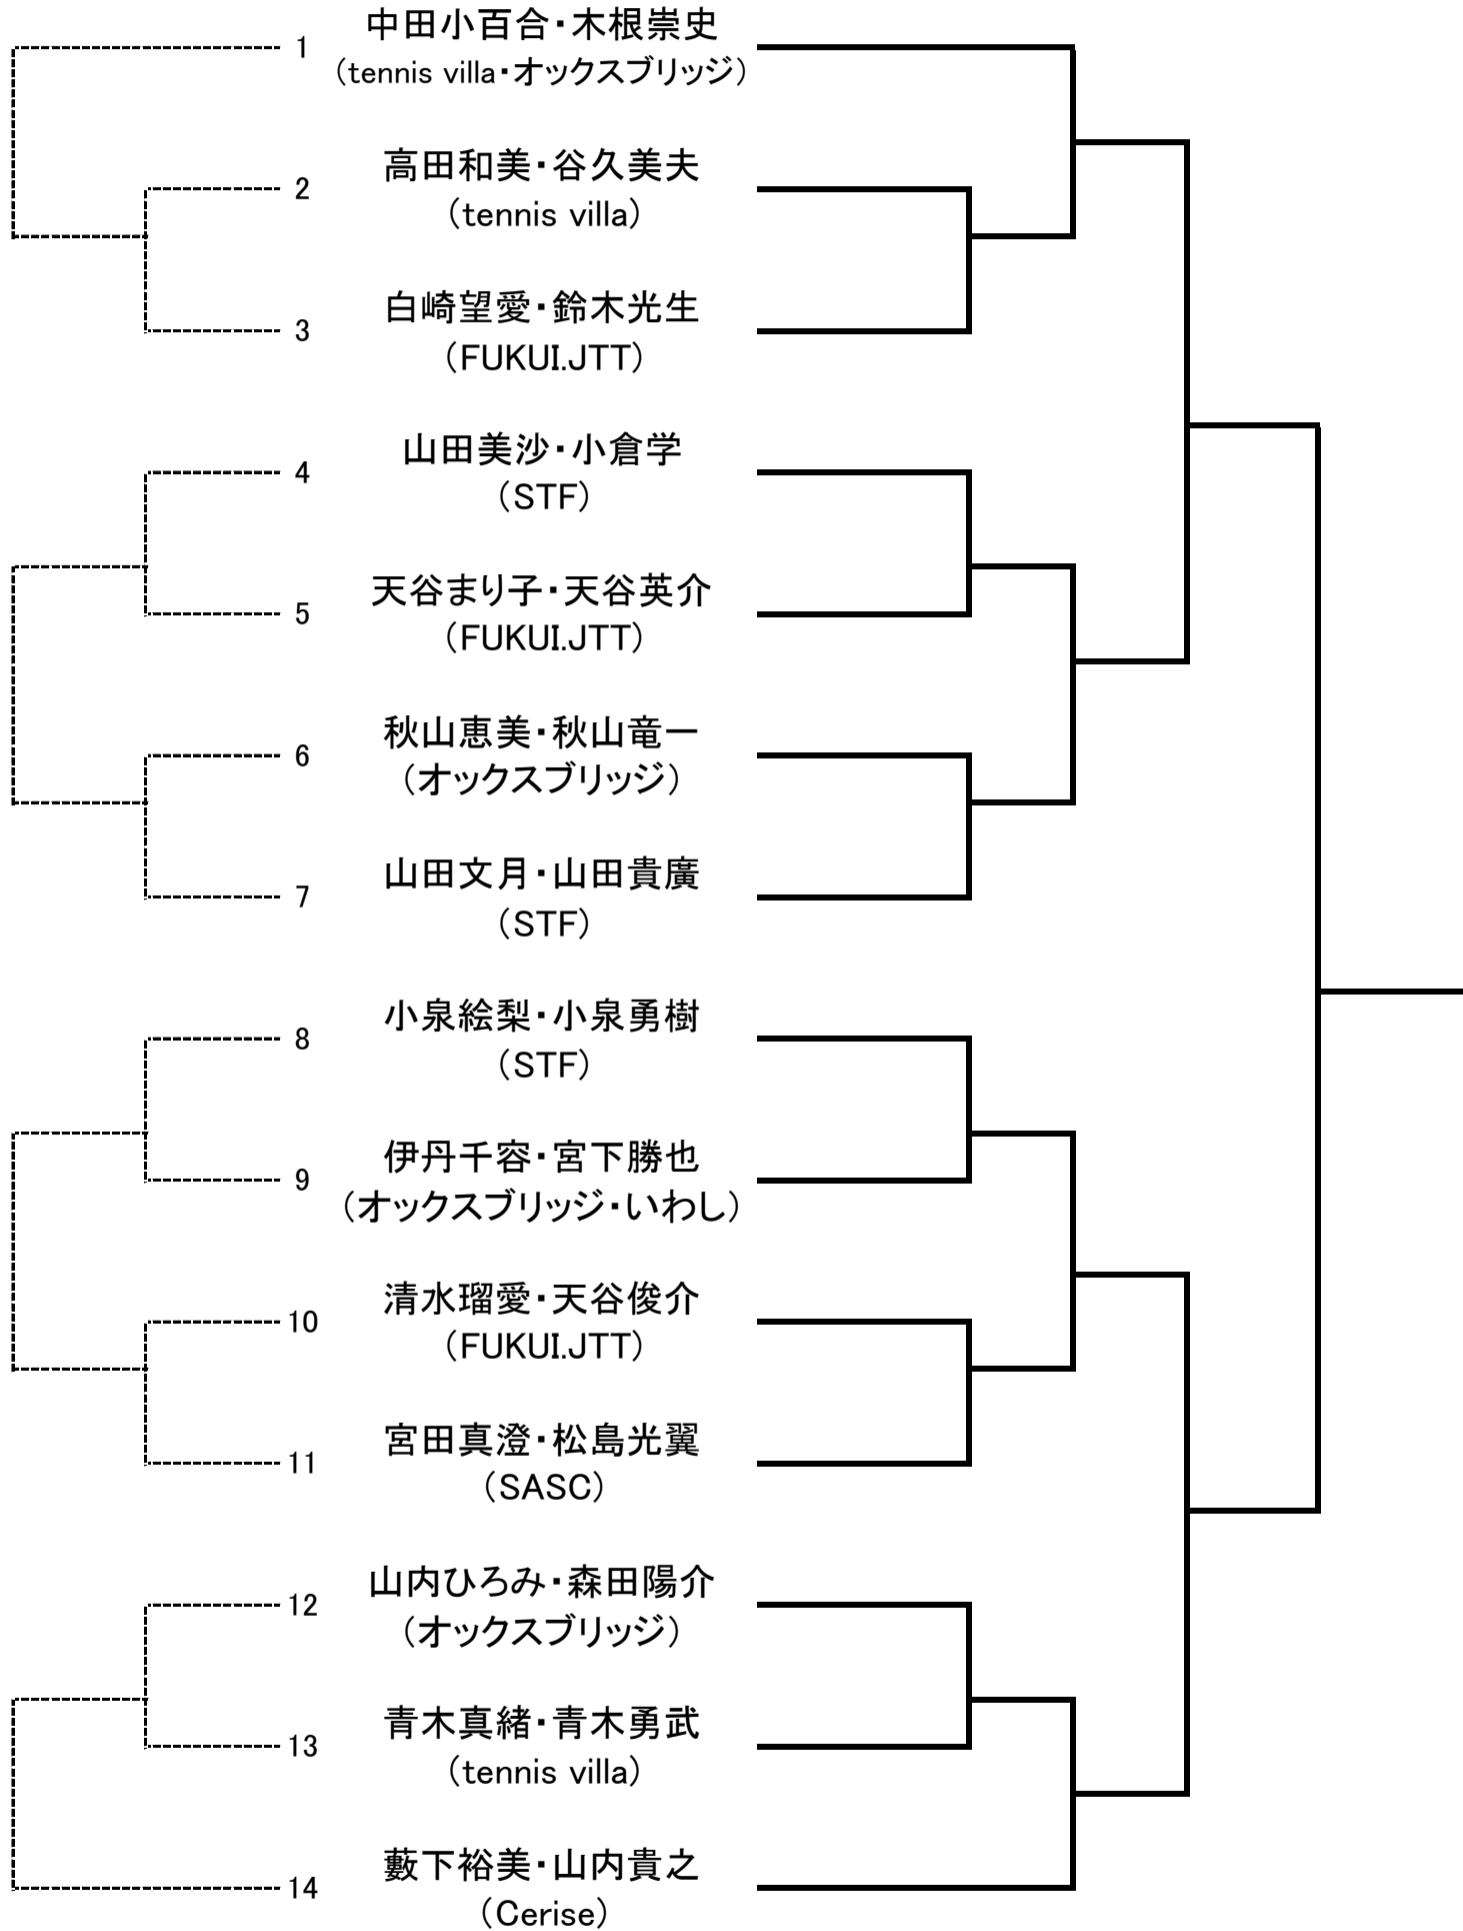 1
中田小百合・木根崇史
（tennis villa・オックスブリッジ）
2
高田和美・谷久美夫
（tennis villa）
3
白崎望愛・鈴木光生
（FUKUI.JTT）
4
山田美沙・小倉学
（STF）
5
天谷まり子・天谷英介
（FUKUI.JTT）
6
秋山恵美・秋山竜一
（オックスブリッジ）
7
山田文月・山田貴廣
（STF）
8
小泉絵梨・小泉勇樹
（STF）
9
伊丹千容・宮下勝也
（オックスブリッジ・いわし）
10
清水瑠愛・天谷俊介
（FUKUI.JTT）
11
宮田真澄・松島光翼
（SASC）
12
山内ひろみ・森田陽介
（オックスブリッジ）
13
青木真緒・青木勇武
（tennis villa）
14
藪下裕美・山内貴之
（Cerise）